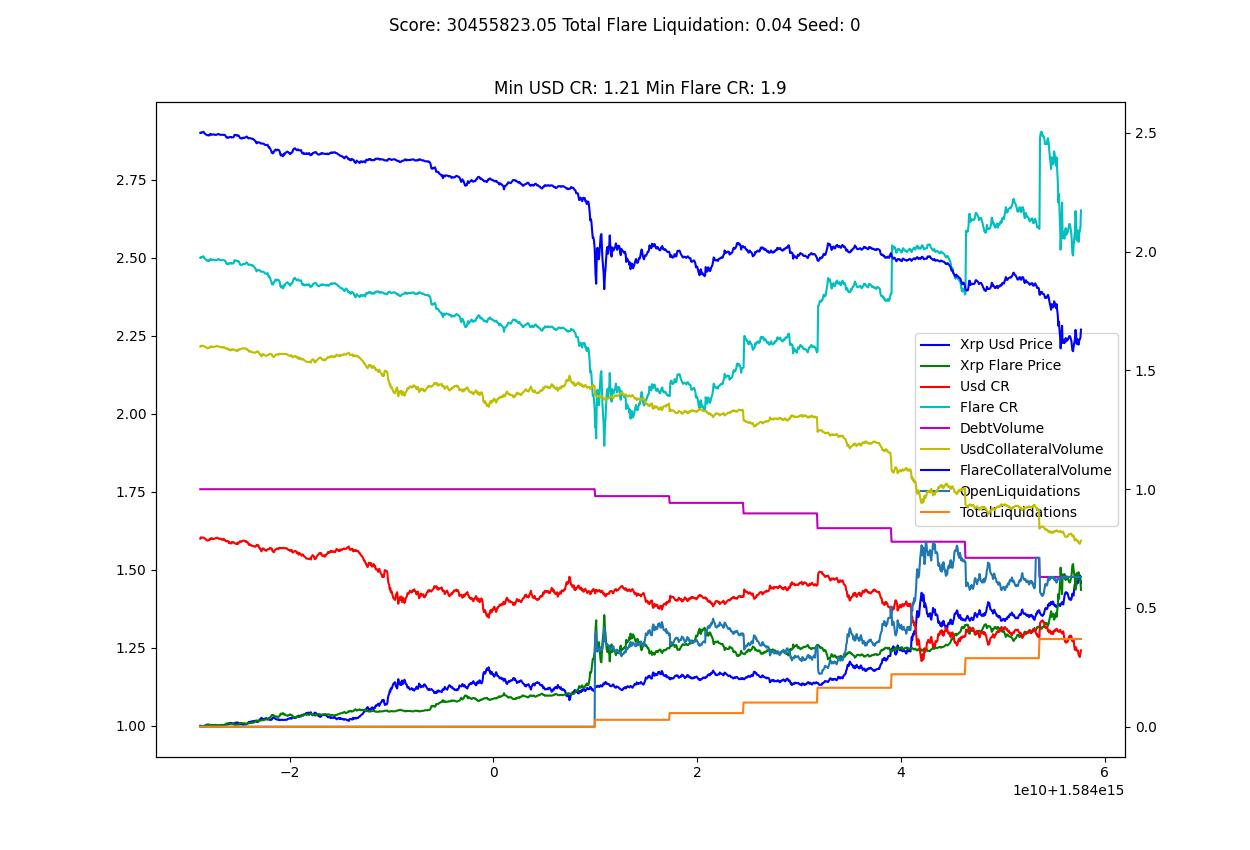 Score: 30455823.05 Total Flare Liquidation: 0.04 Seed: 0
Min USD CR: 1.21 Min Flare CR: 1.9
2.75
2.50
2.25
2.00
1.75
1.50
1.25
1.00
2.5
2.0
1.5
1.0
0.5
0.0
Xrp Usd Price
Xrp Flare Price
Usd CR
Flare CR
DebtVolume
UsdCollateralVolume
FlareCollateralVolume
OpenLiquidations
TotalLiquidations
−2 0 2 4 6
1e10+1.584e15